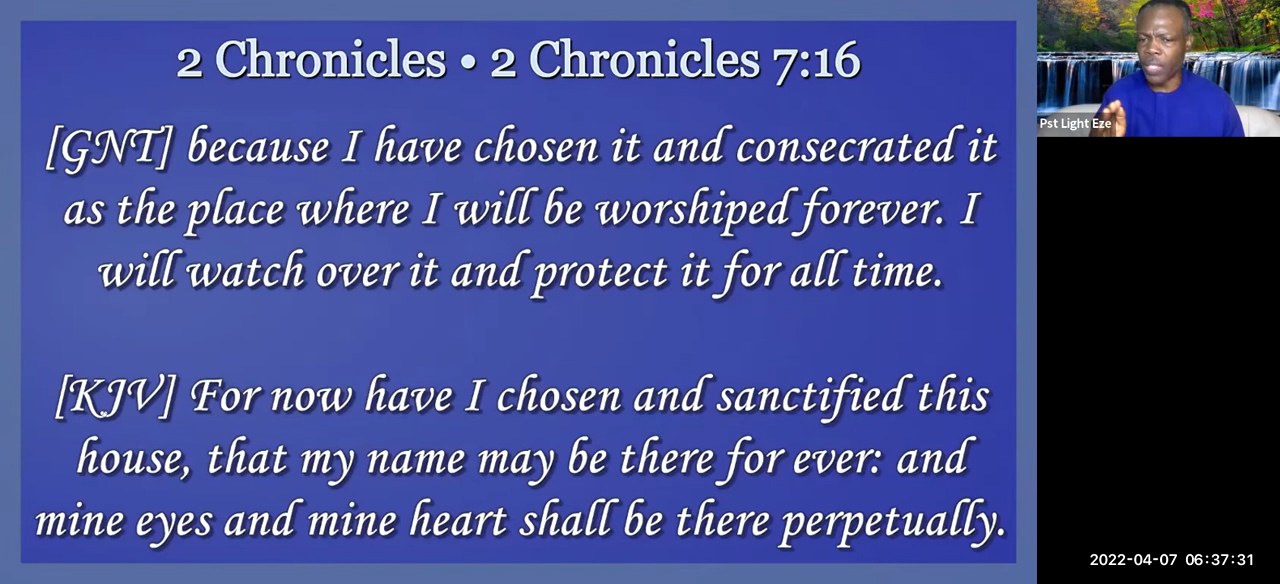 2 Chronicles • 2 Chronicles 7:16
[GNT] because I have chosen it and consecrated it
as the place where I will be worshiped forever. I
will watch over it and protect it for all time.
[KJV] For now have I chosen and sanctified this
house, that my name may be there for ever: and
mine eyes and mine heart shall be there perpetually.
Pst Light Eze
2022-04-07 06:37:31